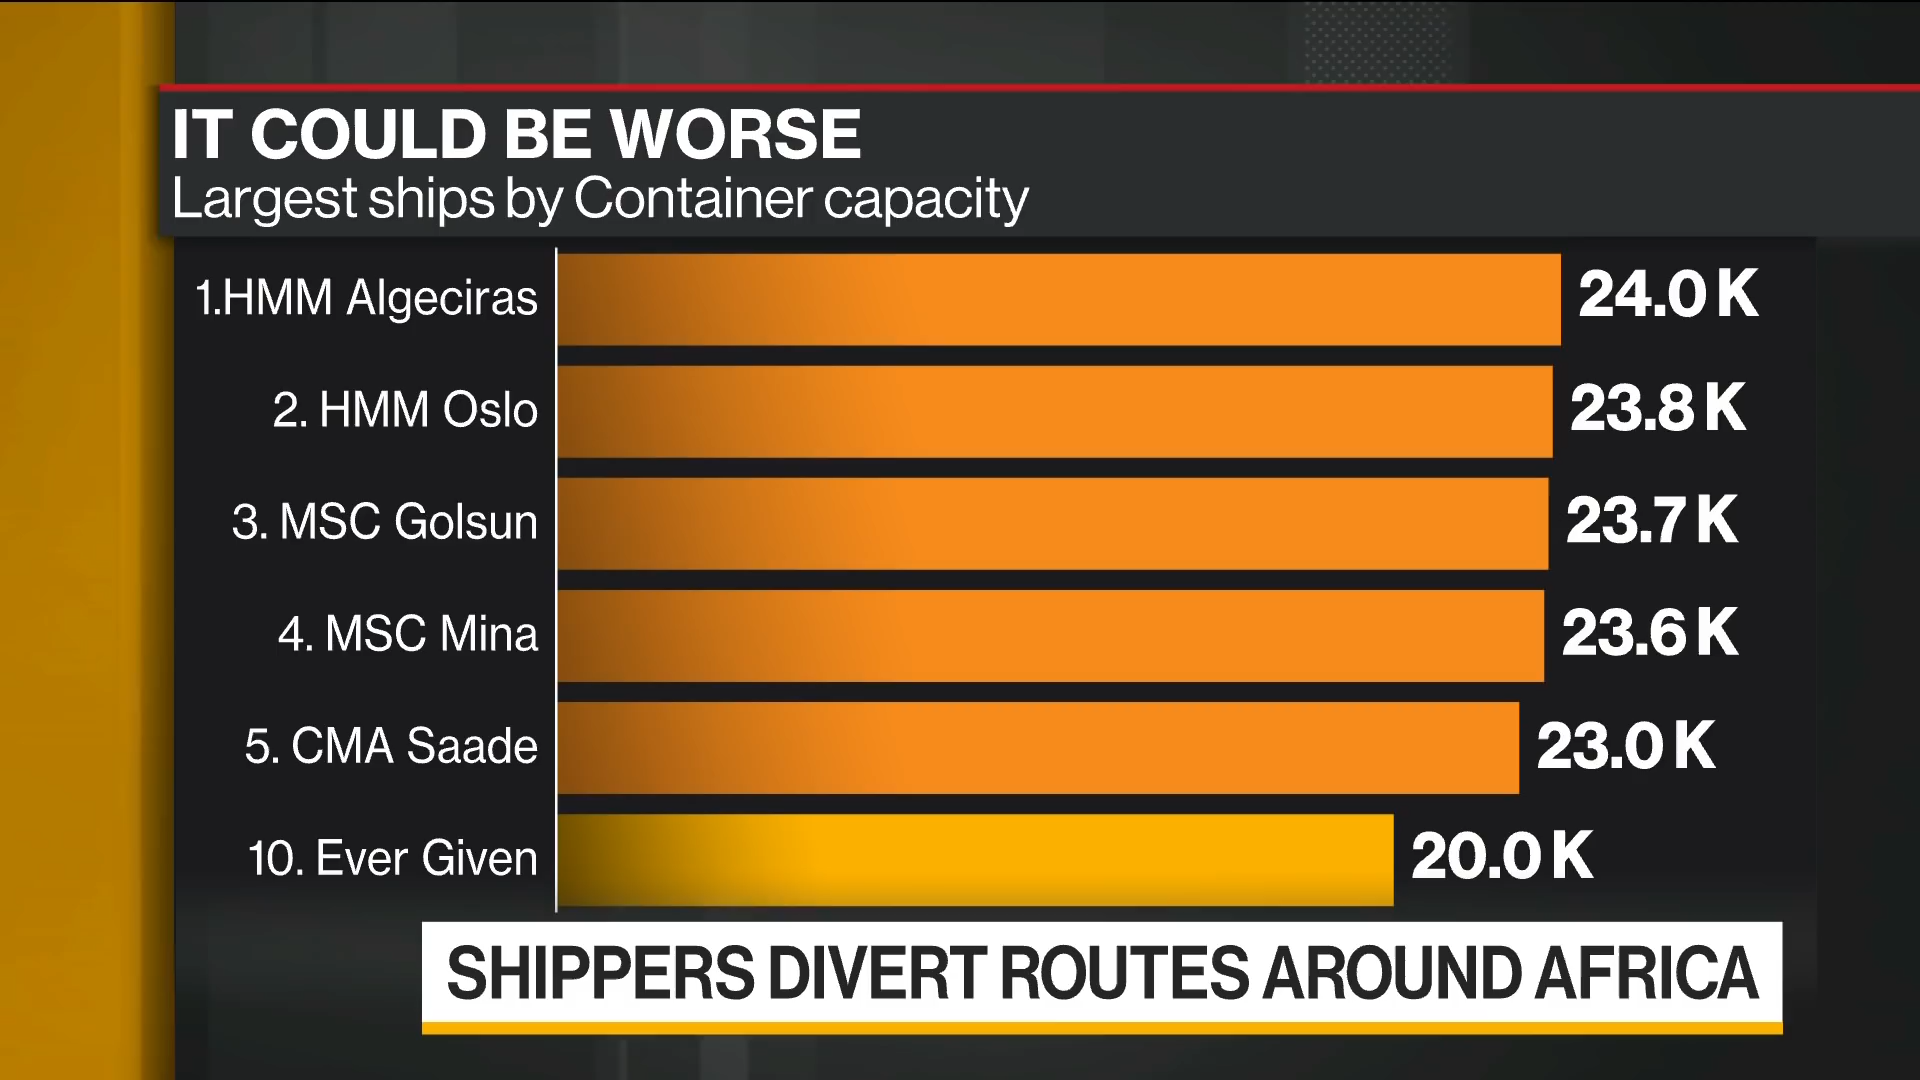 IT COULD BE WORSE
Largest ships by Container capacity
1.HMM Algeciras 24.0 K
2. HMM Oslo 23.8 K
3. MSC Golsun 23.7 K
4. MSC Mina 23.6 K
5. CMA Saade 23.0 K
10. Ever Given 20.0 K
SHIPPERS DIVERT ROUTES AROUND AFRICA